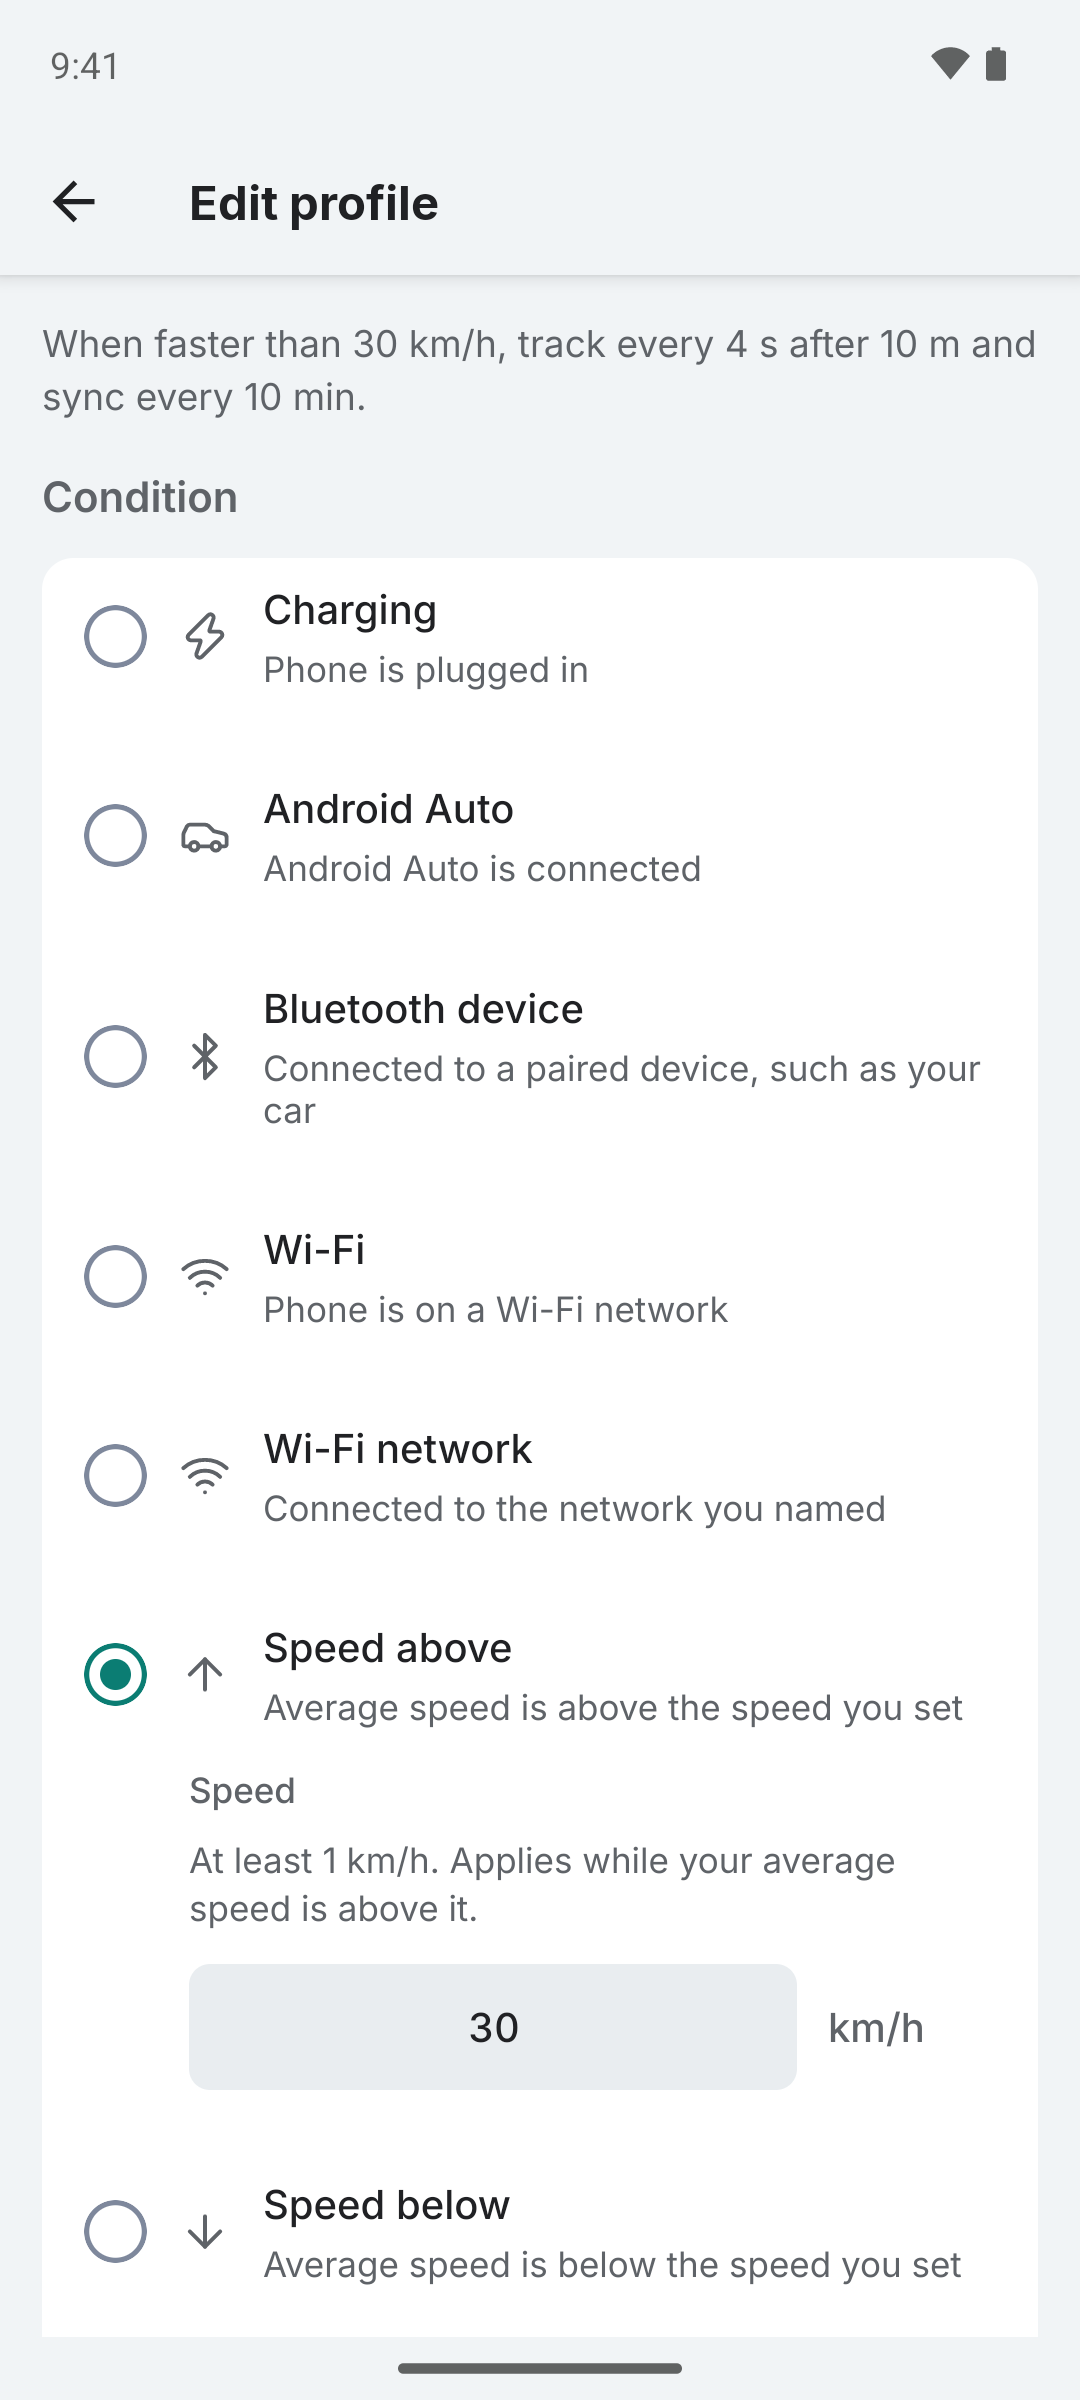 9:41
Edit profile
When faster than 30 km/h, track every 4 s after 10 m and
sync every 10 min.
Condition
Charging
Phone is plugged in
Android Auto
Android Auto is connected
Bluetooth device
Connected to a paired device, such as your
car
Wi-Fi
Phone is on a Wi-Fi network
Wi-Fi network
Connected to the network you named
Speed above
Average speed is above the speed you set
Speed
At least 1 km/h. Applies while your average
speed is above it.
30 km/h
Speed below
Average speed is below the speed you set